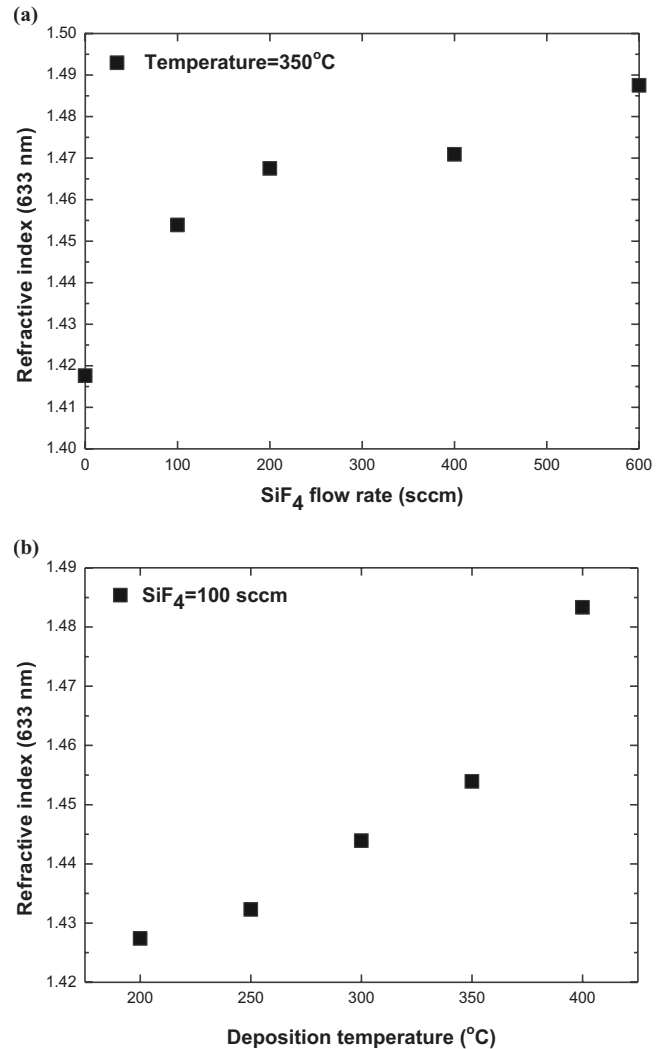 (a)
1.50
1.49
1.48
1.47
1.46
1.45
1.44
1.43
1.42
1.41
1.40
Refractive index (633 nm)
Temperature=350°C
0 100 200 300 400 500 600
SiF4 flow rate (sccm)
(b)
1.49
1.48
1.47
1.46
1.45
1.44
1.43
1.42
Refractive index (633 nm)
SiF4=100 sccm
200 250 300 350 400
Deposition temperature (°C)